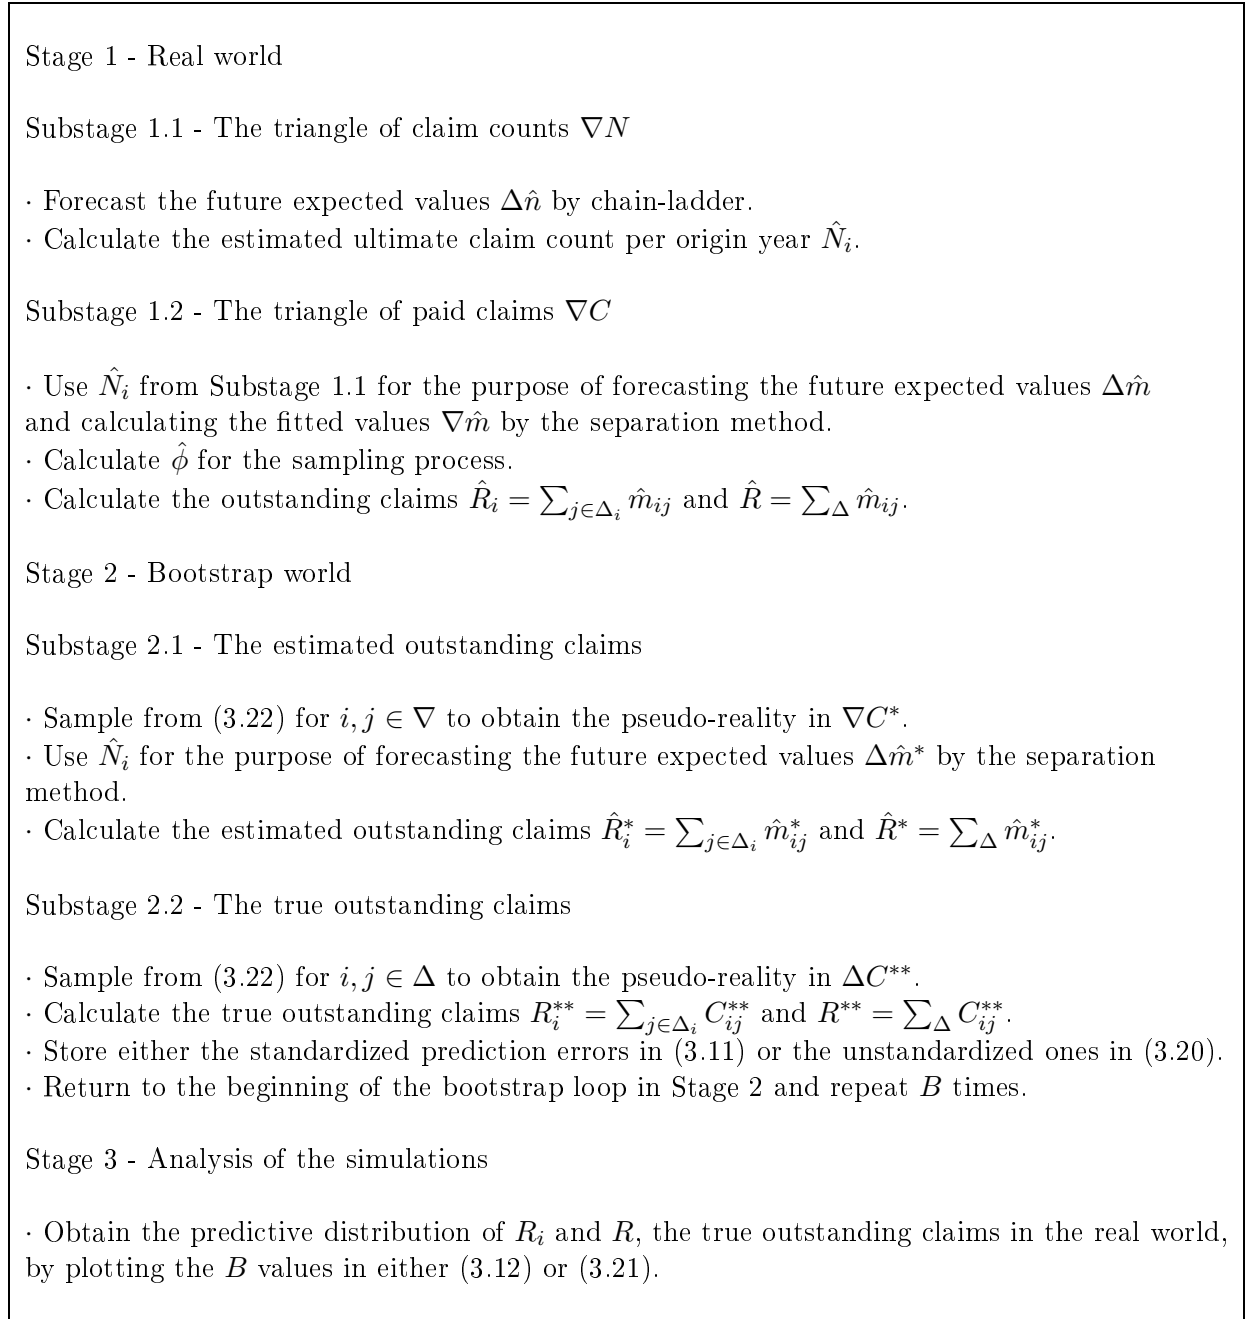 Stage 1 - Real world
Substage 1.1 - The triangle of claim counts ∇N
· Forecast the future expected values Δn̂ by chain-ladder.
· Calculate the estimated ultimate claim count per origin year N̂_i.
Substage 1.2 - The triangle of paid claims ∇C
· Use N̂_i from Substage 1.1 for the purpose of forecasting the future expected values Δm̂
and calculating the fitted values ∇m̂ by the separation method.
· Calculate φ̂ for the sampling process.
· Calculate the outstanding claims R̂_i = ∑_{j∈Δ_i} m̂_{ij} and R̂ = ∑_Δ m̂_{ij}.
Stage 2 - Bootstrap world
Substage 2.1 - The estimated outstanding claims
· Sample from (3.22) for i, j ∈ ∇ to obtain the pseudo-reality in ∇C*.
· Use N̂_i for the purpose of forecasting the future expected values Δm̂* by the separation
method.
· Calculate the estimated outstanding claims R̂*_i = ∑_{j∈Δ_i} m̂*_{ij} and R̂* = ∑_Δ m̂*_{ij}.
Substage 2.2 - The true outstanding claims
· Sample from (3.22) for i, j ∈ Δ to obtain the pseudo-reality in ΔC**.
· Calculate the true outstanding claims R**_i = ∑_{j∈Δ_i} C**_{ij} and R** = ∑_Δ C**_{ij}.
· Store either the standardized prediction errors in (3.11) or the unstandardized ones in (3.20).
· Return to the beginning of the bootstrap loop in Stage 2 and repeat B times.
Stage 3 - Analysis of the simulations
· Obtain the predictive distribution of R_i and R, the true outstanding claims in the real world,
by plotting the B values in either (3.12) or (3.21).